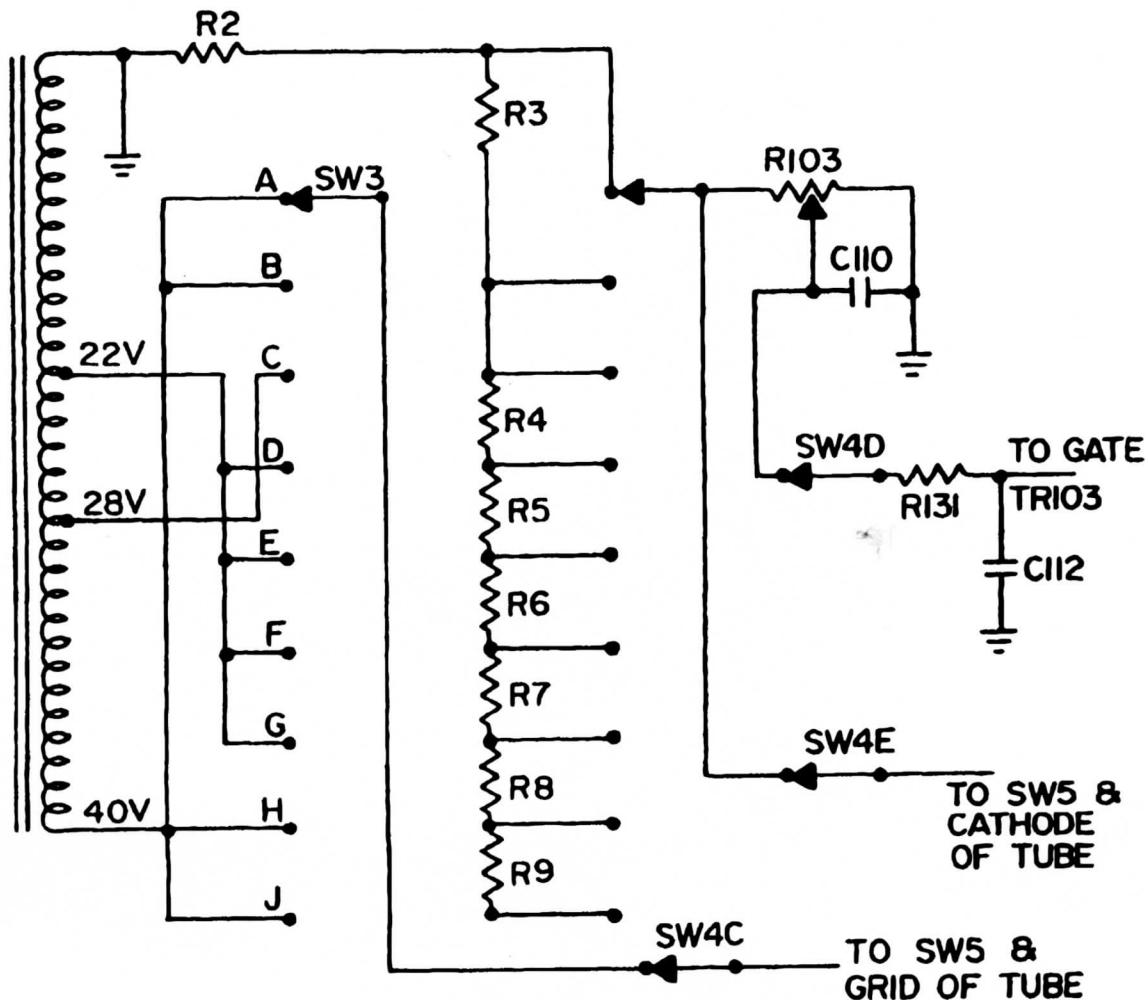 R2
R3
A
SW3
R103
B
C110
22V
C
R4
D
SW4D
TO GATE
28V
R5
R131
TR103
E
C112
R6
F
R7
G
SW4E
R8
40V
H
TO SW5 &
CATHODE
OF TUBE
R9
J
SW4C
TO SW5 &
GRID OF TUBE